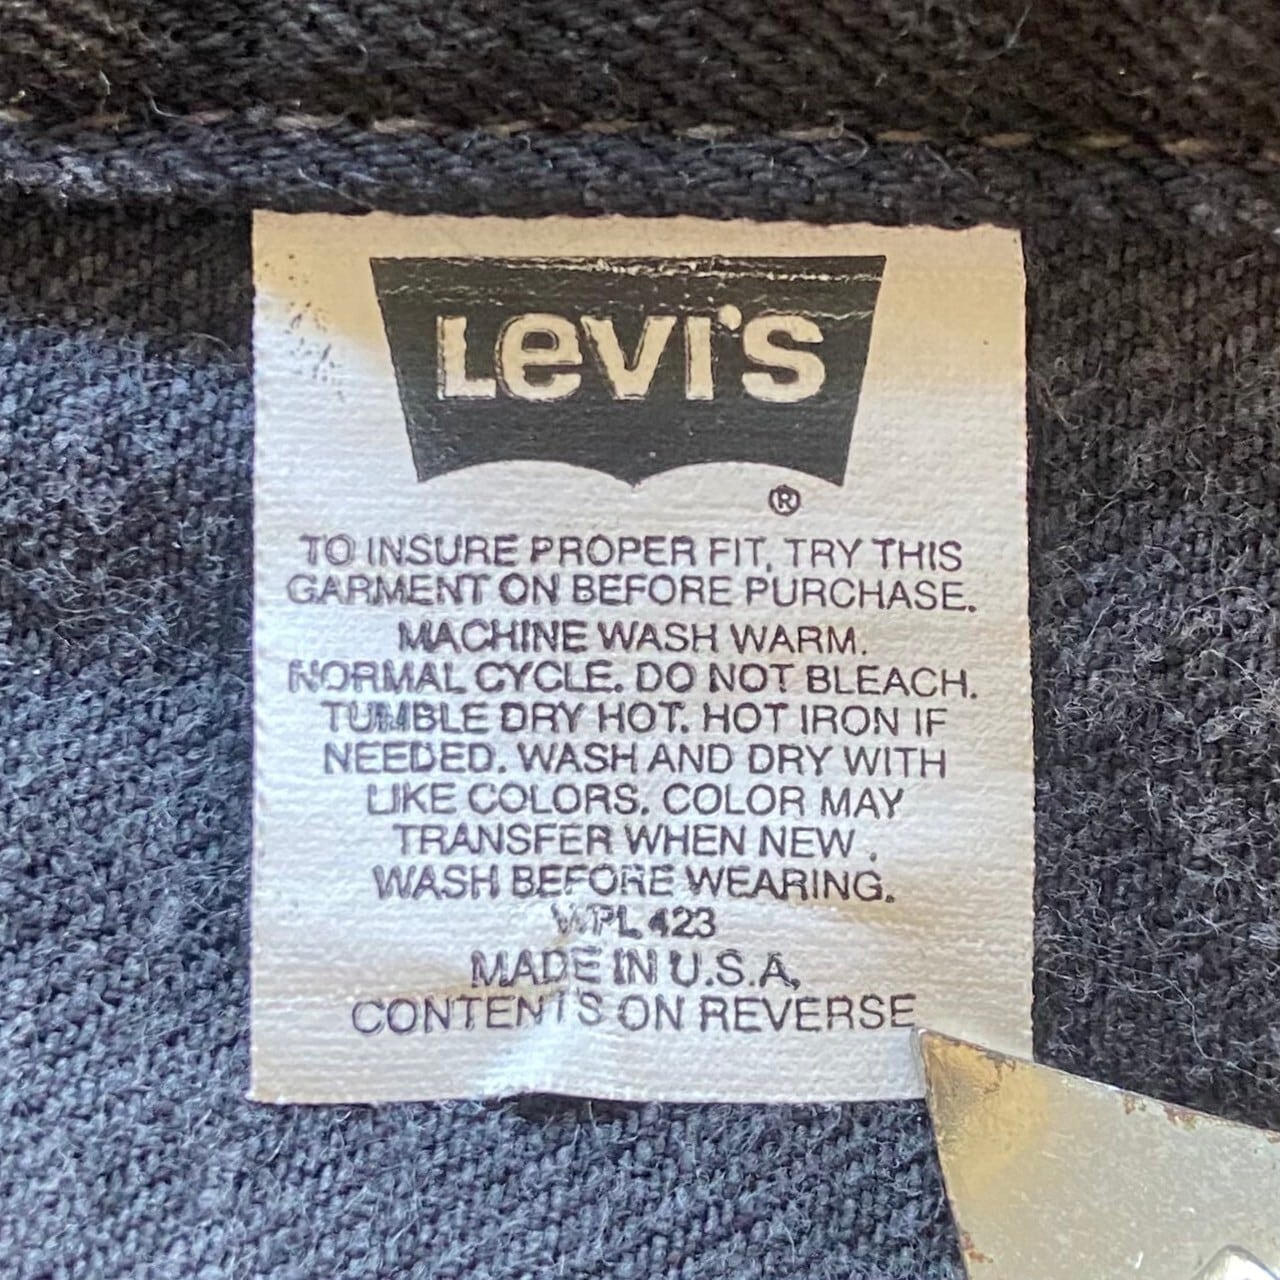 Levi's
®
TO INSURE PROPER FIT, TRY THIS
GARMENT ON BEFORE PURCHASE.
MACHINE WASH WARM.
NORMAL CYCLE. DO NOT BLEACH.
TUMBLE DRY HOT. HOT IRON IF
NEEDED. WASH AND DRY WITH
LIKE COLORS. COLOR MAY
TRANSFER WHEN NEW.
WASH BEFORE WEARING.
WPL 423
MADE IN U.S.A.
CONTENTS ON REVERSE